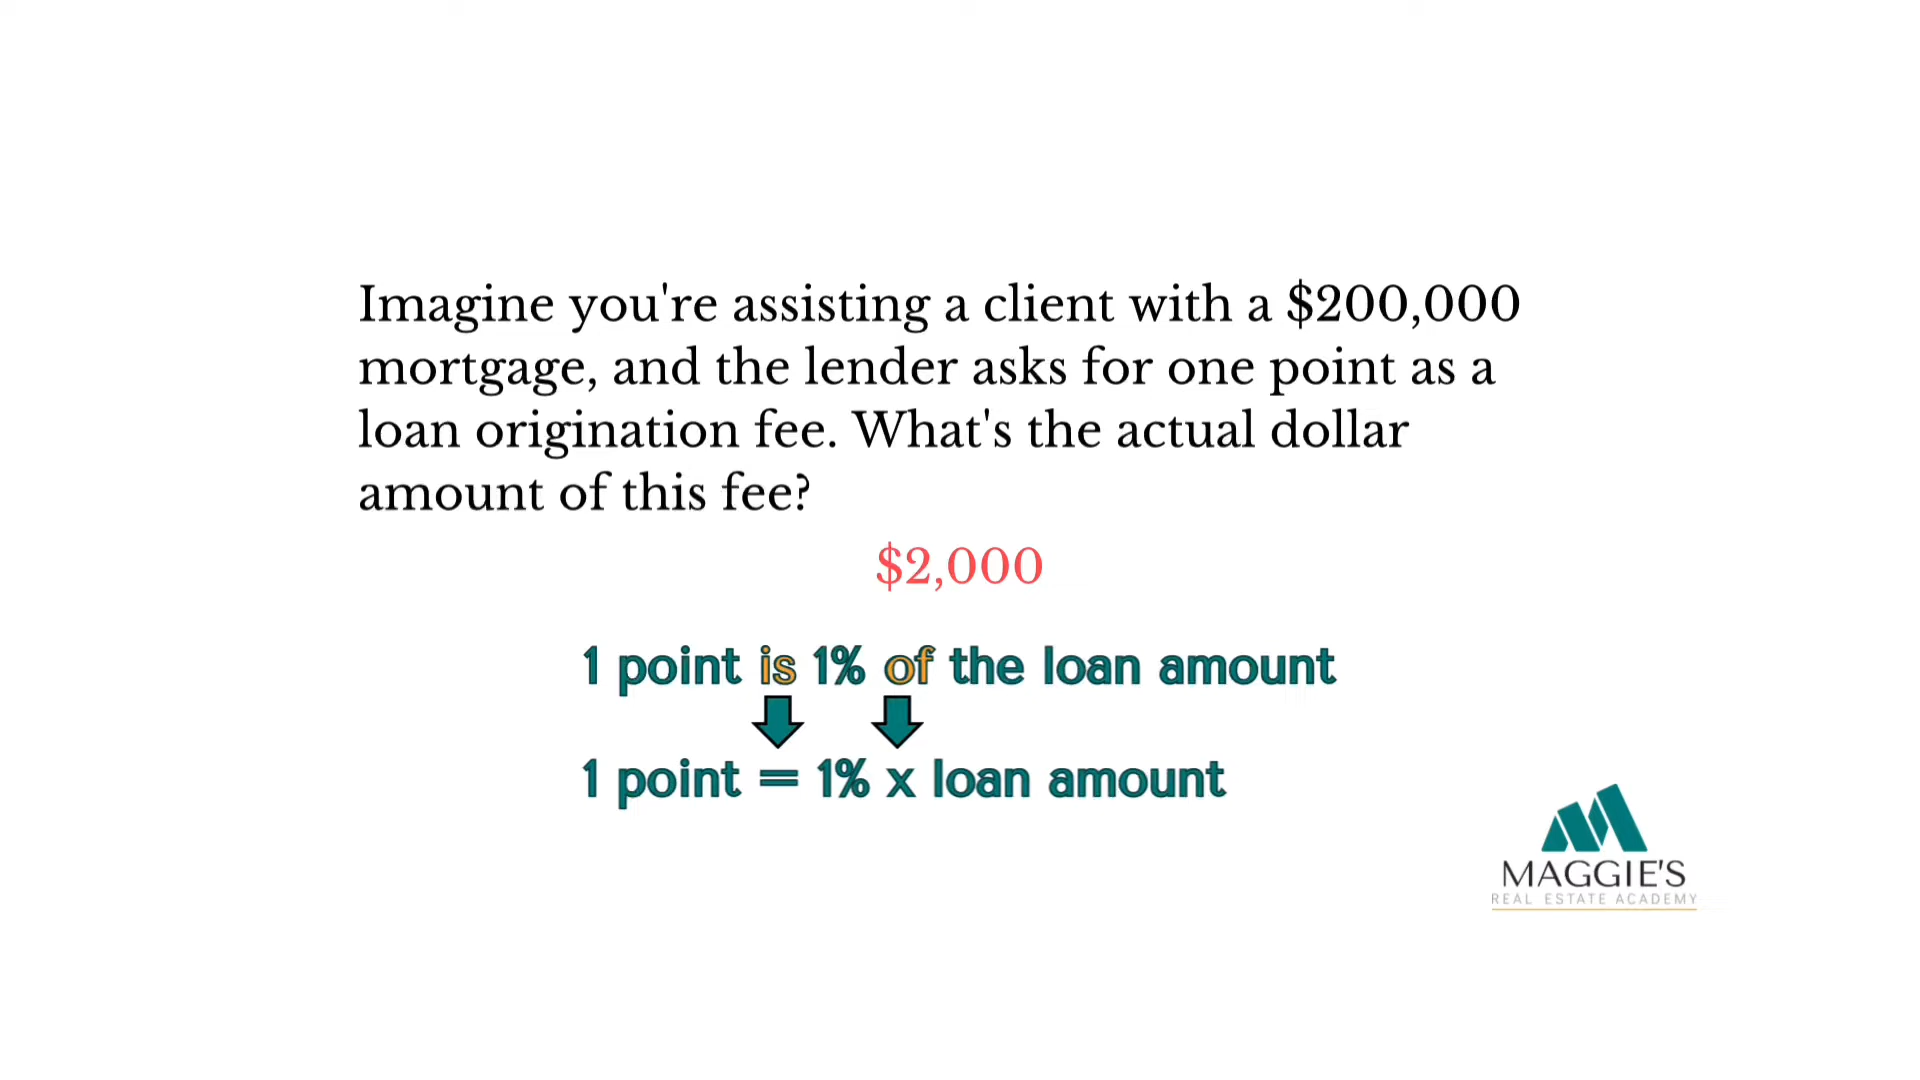 Imagine you're assisting a client with a $200,000
mortgage, and the lender asks for one point as a
loan origination fee. What's the actual dollar
amount of this fee?
$2,000
1 point is 1% of the loan amount
1 point = 1% x loan amount
MAGGIE'S
REAL ESTATE ACADEMY